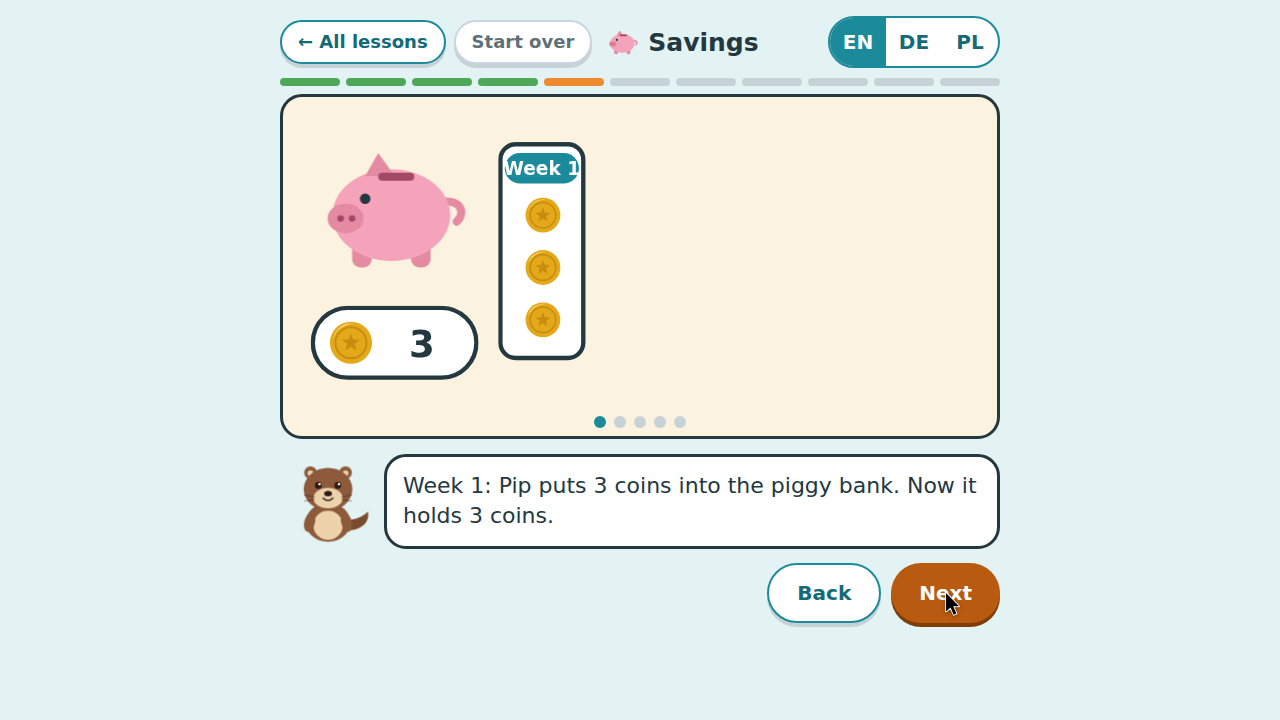 ← All lessons
Start over
Savings
EN
DE
PL
Week 1
3
Week 1: Pip puts 3 coins into the piggy bank. Now it
holds 3 coins.
Back
Next